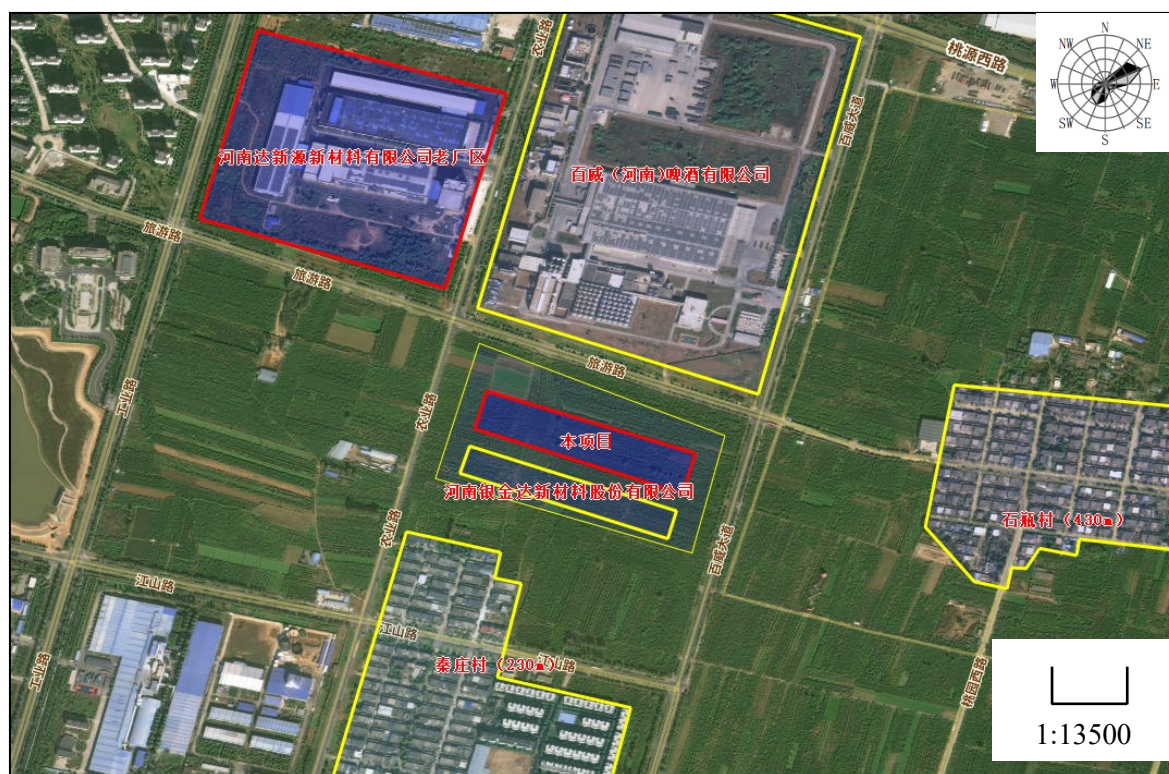 农业路
桃源西路
N
NW
NE
W
E
SW
SE
S
百威大道
河南达新源新材料有限公司老厂区
百威（河南）啤酒有限公司
旅游路
旅游路
旅游路
工业路
农业路
本项目
河南银金达新材料股份有限公司
石瓶村（430m）
农业路
百威大道
江山路
江山路
江山路
秦庄村（230m）
工业路
桃园西路
1:13500